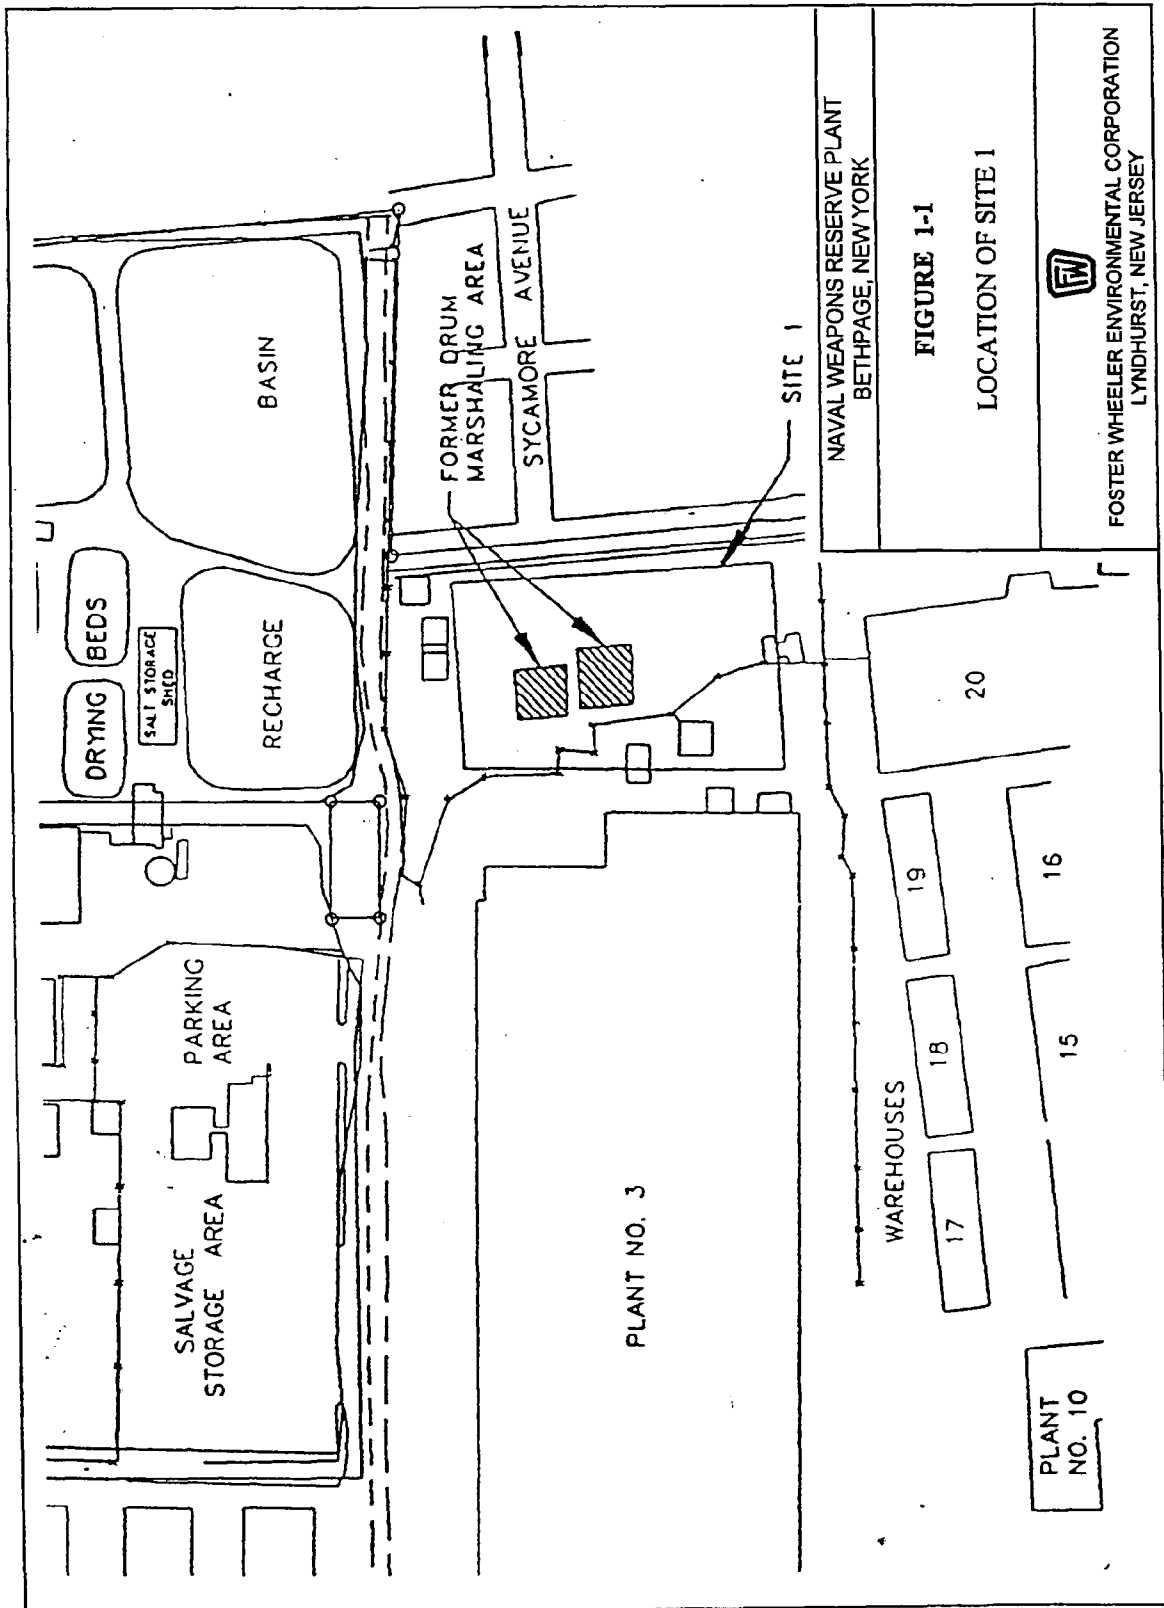 DRYING
BEDS
SALT STORAGE
SHED
RECHARGE
BASIN
PARKING
AREA
SALVAGE
STORAGE AREA
FORMER DRUM
MARSHALING AREA
SYCAMORE AVENUE
SITE 1
PLANT NO. 3
WAREHOUSES
17
18
19
20
15
16
PLANT
NO. 10
NAVAL WEAPONS RESERVE PLANT
BETHPAGE, NEW YORK
FIGURE 1-1
LOCATION OF SITE 1
FW
FOSTER WHEELER ENVIRONMENTAL CORPORATION
LYNDHURST, NEW JERSEY